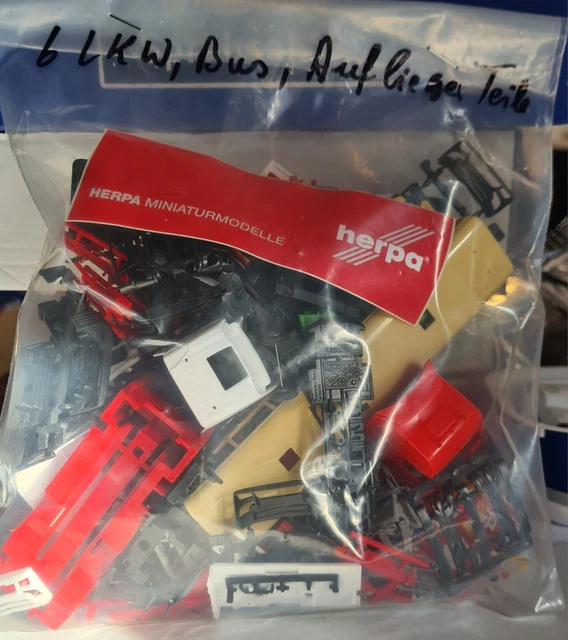 6 LKW, Bus, Auflieger teile
HERPA MINIATURMODELLE
herpa